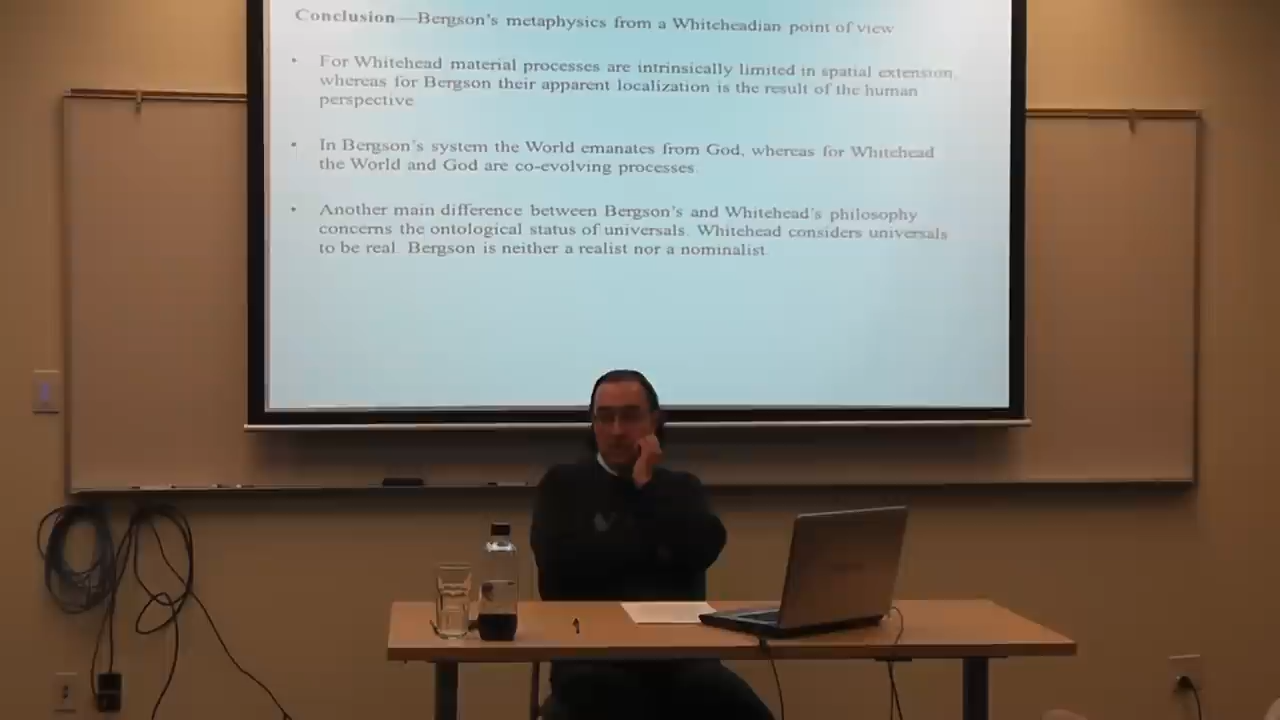 Conclusion—Bergson's metaphysics from a Whiteheadian point of view
• For Whitehead material processes are intrinsically limited in spatial extension,
whereas for Bergson their apparent localization is the result of the human
perspective.
• In Bergson's system the World emanates from God, whereas for Whitehead
the World and God are co-evolving processes.
• Another main difference between Bergson's and Whitehead's philosophy
concerns the ontological status of universals. Whitehead considers universals
to be real. Bergson is neither a realist nor a nominalist.